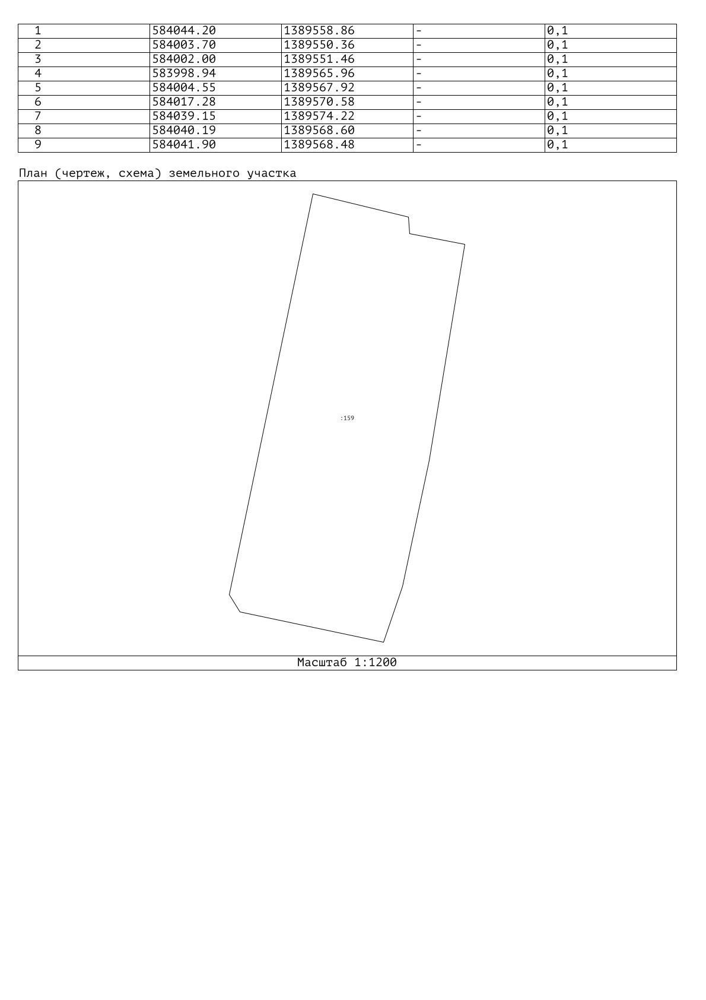 1 584044.20 1389558.86 - 0,1
2 584003.70 1389550.36 - 0,1
3 584002.00 1389551.46 - 0,1
4 583998.94 1389565.96 - 0,1
5 584004.55 1389567.92 - 0,1
6 584017.28 1389570.58 - 0,1
7 584039.15 1389574.22 - 0,1
8 584040.19 1389568.60 - 0,1
9 584041.90 1389568.48 - 0,1
План (чертеж, схема) земельного участка
:159
Масштаб 1:1200